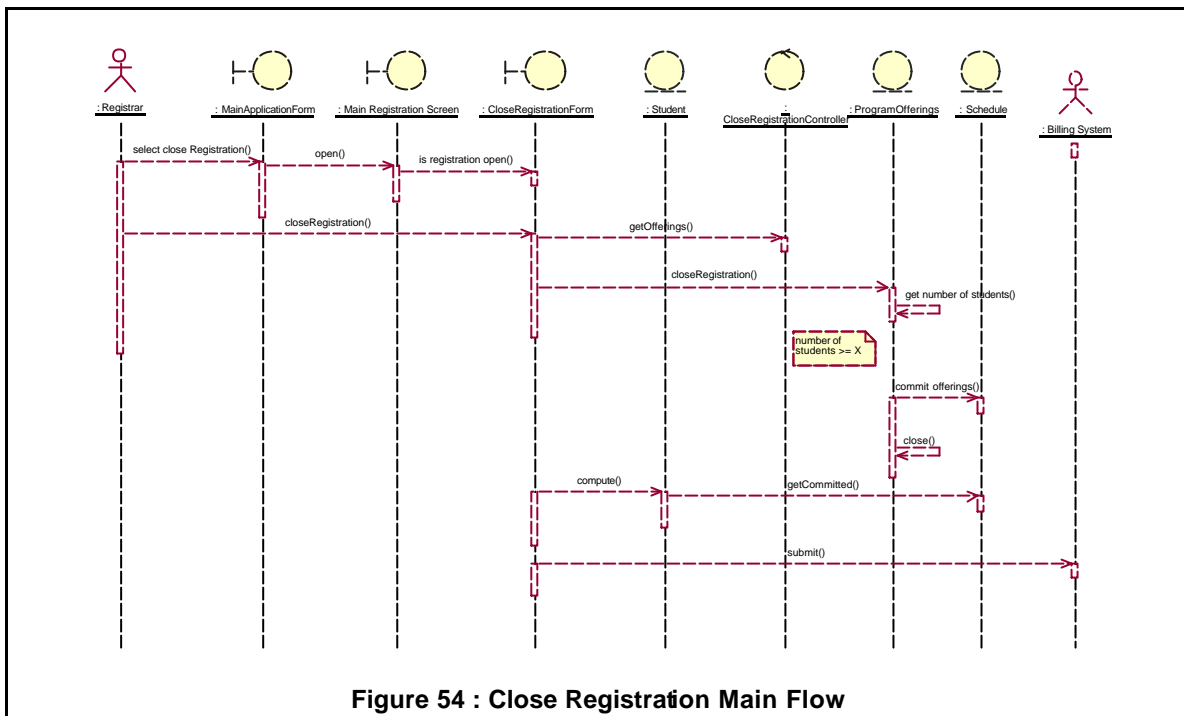 : Registrar
: MainApplicationForm
: Main Registration Screen
: CloseRegistrationForm
: Student
:
CloseRegistrationController
: ProgramOfferings
: Schedule
: Billing System
select close Registration()
open()
is registration open()
closeRegistration()
getOfferings()
closeRegistration()
get number of students()
number of
students >= X
commit offerings()
close()
compute()
getCommitted()
submit()
Figure 54 : Close Registration Main Flow